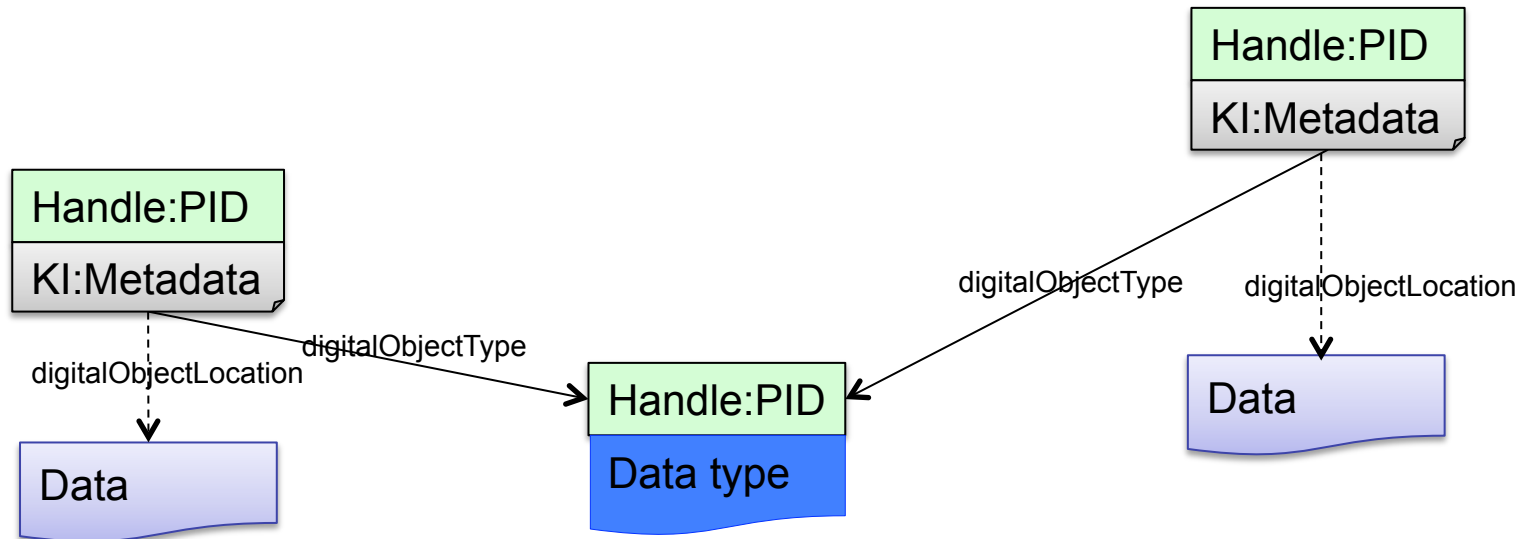 Handle:PID
KI:Metadata
Handle:PID
KI:Metadata
digitalObjectType
digitalObjectLocation
digitalObjectType
digitalObjectLocation
Handle:PID
Data type
Data
Data